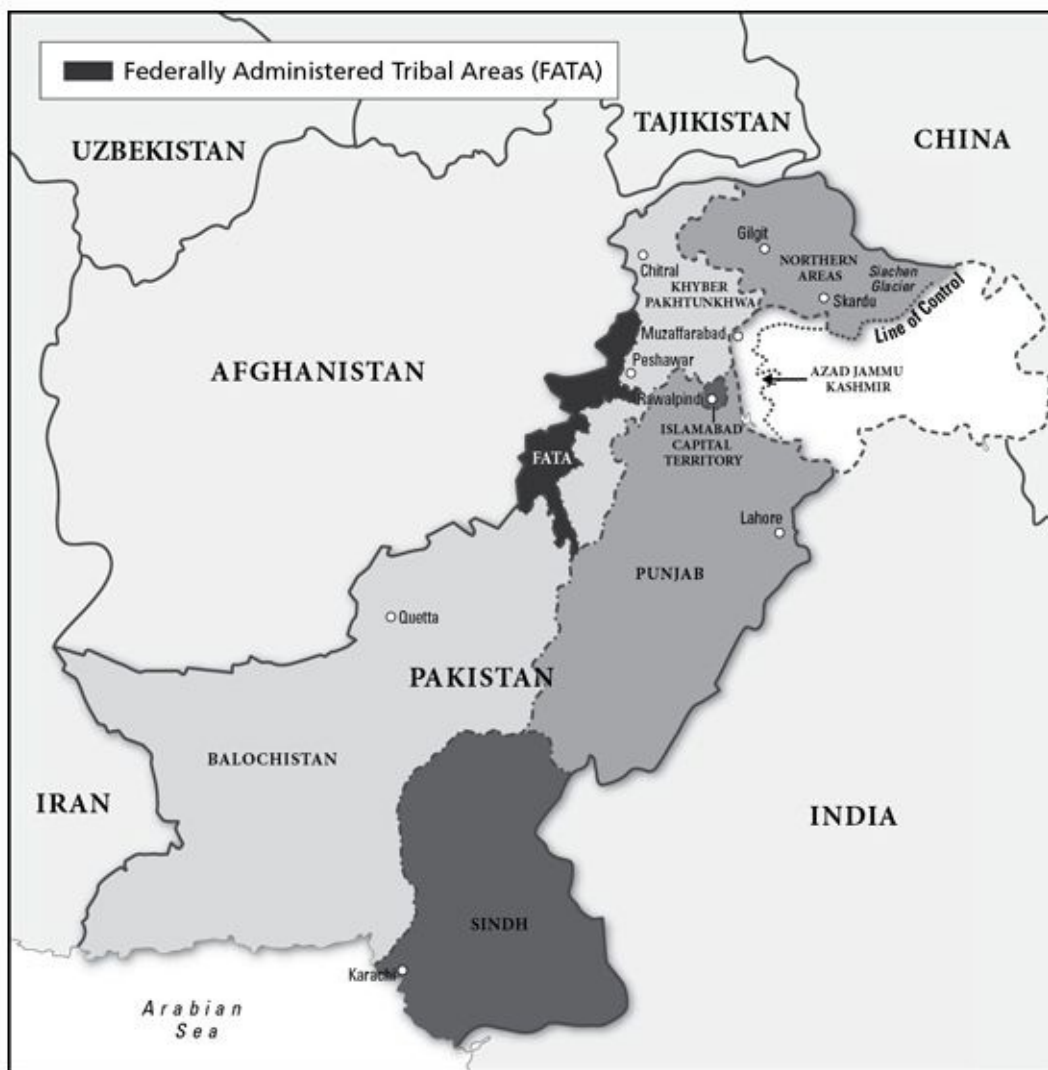 Federally Administered Tribal Areas (FATA)
UZBEKISTAN
TAJIKISTAN
CHINA
Gilgit
NORTHERN
AREAS
Siachen
Glacier
Chitral
KHYBER
PAKHTUNKHWA
Skardu
Line of Control
Muzaffarabad
AFGHANISTAN
Peshawar
AZAD JAMMU
KASHMIR
Rawalpindi
ISLAMABAD
CAPITAL
TERRITORY
FATA
Lahore
PUNJAB
Quetta
PAKISTAN
BALOCHISTAN
IRAN
INDIA
SINDH
Karachi
Arabian
Sea